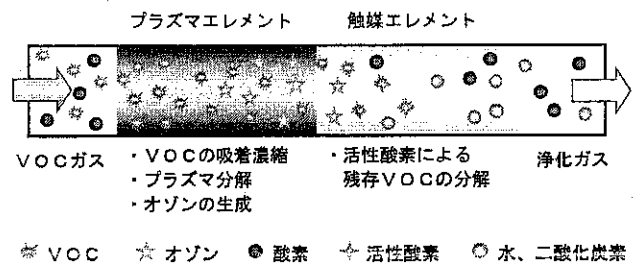 プラズマエレメント 触媒エレメント
VOCガス
・VOCの吸着濃縮
・プラズマ分解
・オゾンの生成
・活性酸素による
残存VOCの分解
浄化ガス
VOC オゾン 酸素 活性酸素 水、二酸化炭素